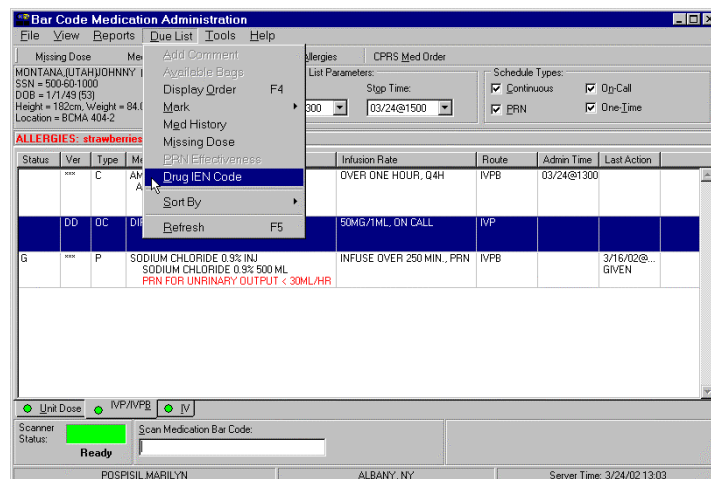 Bar Code Medication Administration
File View Reports Due List Tools Help
Missing Dose Allergies CPRS Med Order
MONTANA,(UTAH)JOHNNY
SSN = 500-60-1000
DOB = 1/1/49 (53)
Height = 182cm, Weight =
Location = BCMA 404-2
List Parameters:
Stop Time:
03/24@1500
Schedule Types:
Continuous On-Call
PRN One-Time
ALLERGIES: strawberries
Add Comment
Available Bags
Display Order F4
Mark
Med History
Missing Dose
PRN Effectiveness
Drug IEN Code
Sort By
Refresh F5
Status Ver Type Infusion Rate Route Admin Time Last Action
*** C OVER ONE HOUR, Q4H IVPB 03/24@1300
DD OC 50MG/1ML, ON CALL IVP
G *** P SODIUM CHLORIDE 0.9% INJ INFUSE OVER 250 MIN., PRN IVPB 3/16/02@...
SODIUM CHLORIDE 0.9% 500 ML GIVEN
PRN FOR UNRINARY OUTPUT < 30ML/HR
Unit Dose IVP/IVPB IV
Scanner Status:
Ready
Scan Medication Bar Code:
POSPISIL,MARILYN ALBANY, NY Server Time: 3/24/02 13:03